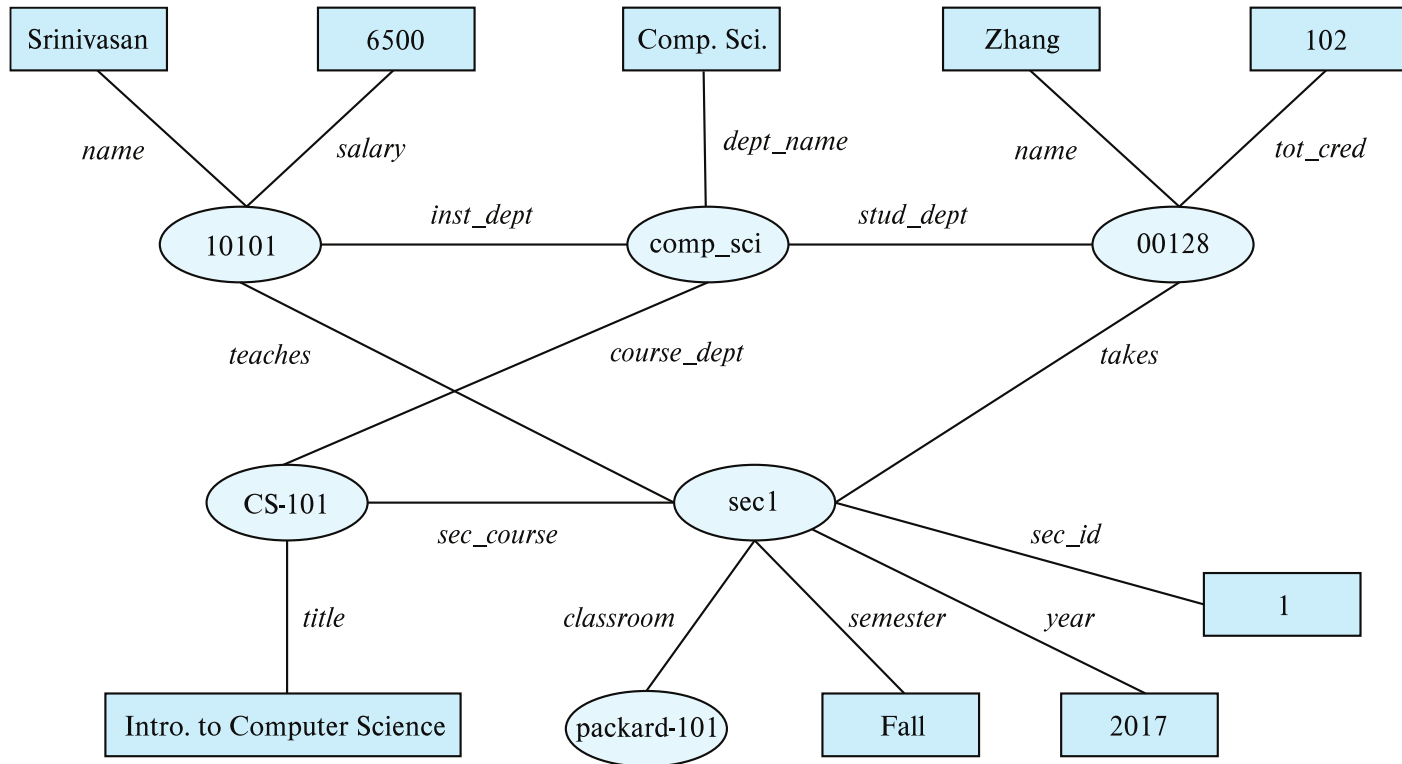 Srinivasan
6500
Comp. Sci.
Zhang
102
name
salary
dept_name
name
tot_cred
inst_dept
stud_dept
10101
comp_sci
00128
teaches
course_dept
takes
CS-101
sec1
sec_course
sec_id
1
title
classroom
semester
year
Intro. to Computer Science
packard-101
Fall
2017